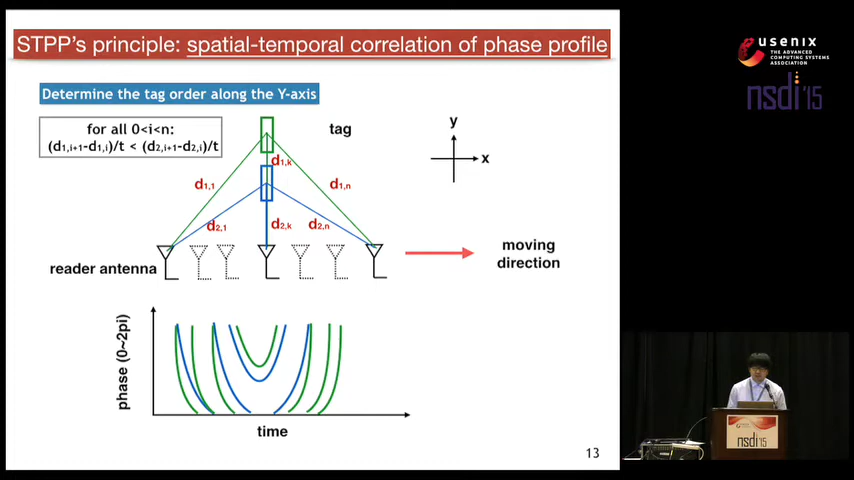 STPP's principle: spatial-temporal correlation of phase profile
Determine the tag order along the Y-axis
for all 0<i<n:
(d1,i+1-d1,i)/t < (d2,i+1-d2,i)/t
tag
y
x
d1,k
d1,1
d1,n
d2,1
d2,k
d2,n
reader antenna
moving
direction
phase (0~2pi)
time
13
usenix
THE ADVANCED
COMPUTING SYSTEMS
ASSOCIATION
nsdi'15
nsdi'15